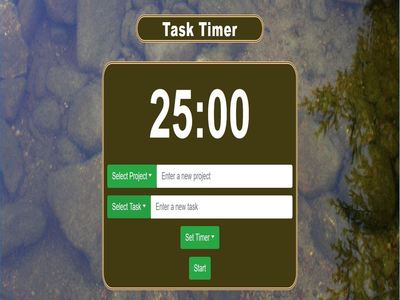 Task Timer
25:00
Select Project Enter a new project
Select Task Enter a new task
Set Timer
Start